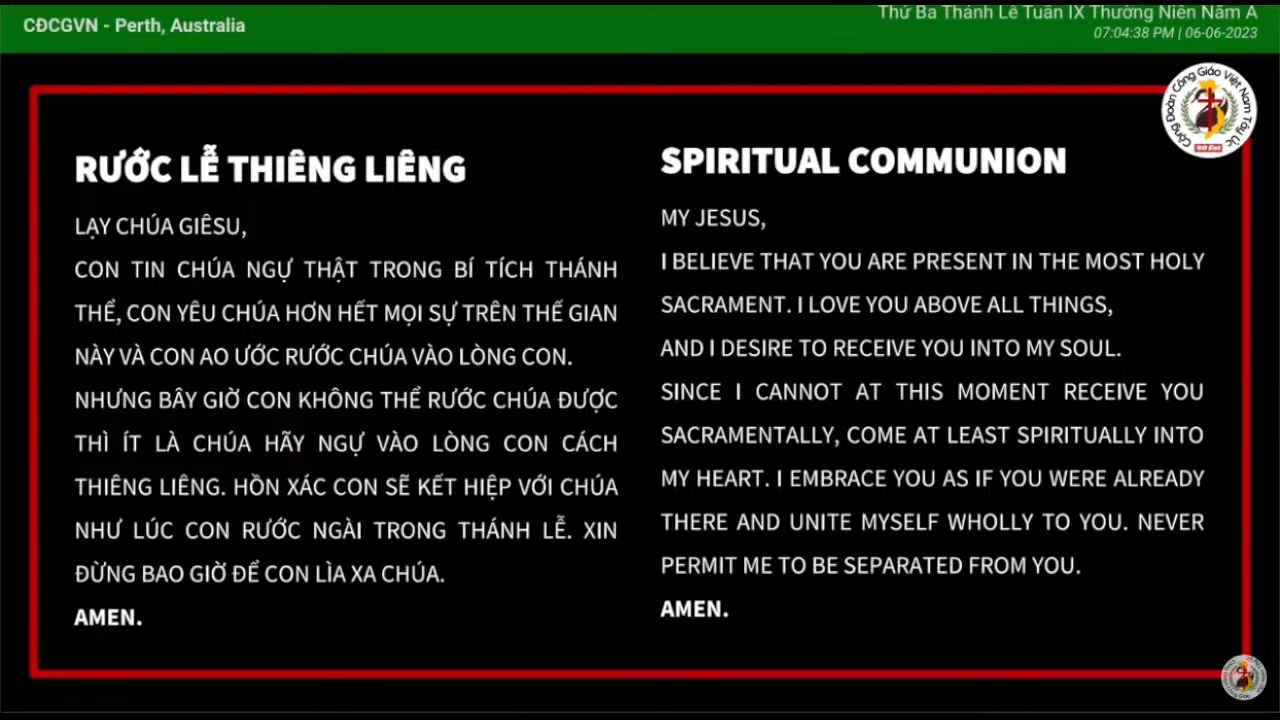 CĐCGVN - Perth, Australia
Thứ Ba Thánh Lễ Tuần IX Thường Niên Năm A
07:04:38 PM | 06-06-2023
Cộng Đoàn Công Giáo Việt Nam Tây Úc
RƯỚC LỄ THIÊNG LIÊNG
LẠY CHÚA GIÊSU,
CON TIN CHÚA NGỰ THẬT TRONG BÍ TÍCH THÁNH
THỂ, CON YÊU CHÚA HƠN HẾT MỌI SỰ TRÊN THẾ GIAN
NÀY VÀ CON AO ƯỚC RƯỚC CHÚA VÀO LÒNG CON.
NHƯNG BÂY GIỜ CON KHÔNG THỂ RƯỚC CHÚA ĐƯỢC
THÌ ÍT LÀ CHÚA HÃY NGỰ VÀO LÒNG CON CÁCH
THIÊNG LIÊNG. HỒN XÁC CON SẼ KẾT HIỆP VỚI CHÚA
NHƯ LÚC CON RƯỚC NGÀI TRONG THÁNH LỄ. XIN
ĐỪNG BAO GIỜ ĐỂ CON LÌA XA CHÚA.
AMEN.
SPIRITUAL COMMUNION
MY JESUS,
I BELIEVE THAT YOU ARE PRESENT IN THE MOST HOLY
SACRAMENT. I LOVE YOU ABOVE ALL THINGS,
AND I DESIRE TO RECEIVE YOU INTO MY SOUL.
SINCE I CANNOT AT THIS MOMENT RECEIVE YOU
SACRAMENTALLY, COME AT LEAST SPIRITUALLY INTO
MY HEART. I EMBRACE YOU AS IF YOU WERE ALREADY
THERE AND UNITE MYSELF WHOLLY TO YOU. NEVER
PERMIT ME TO BE SEPARATED FROM YOU.
AMEN.